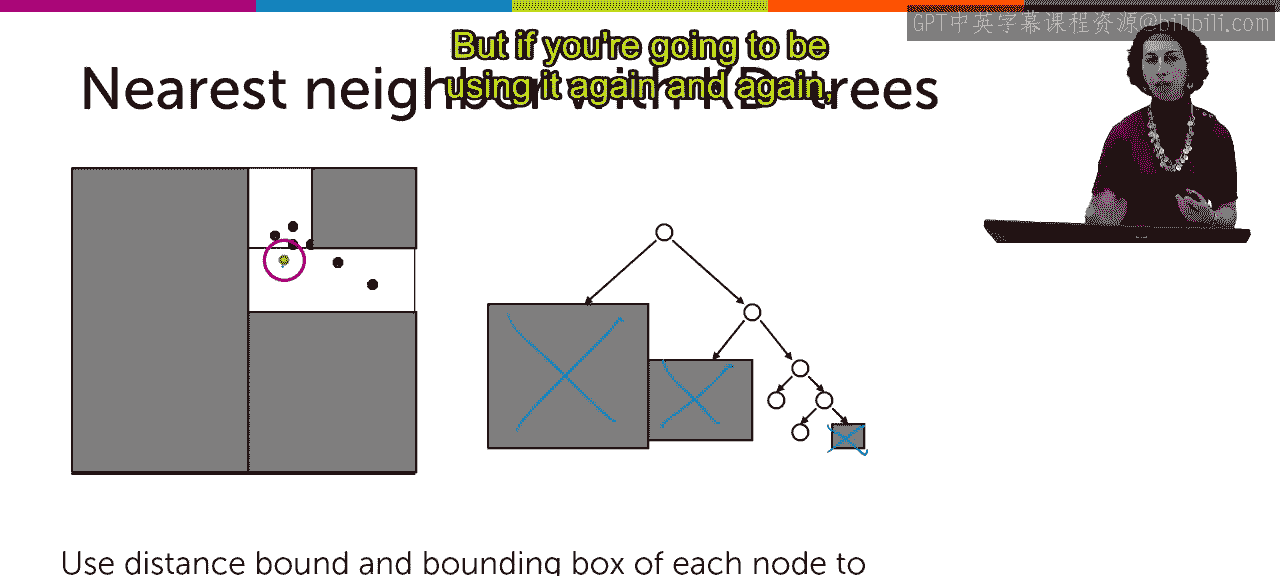 GPT中英字幕课程资源@bilibili.com
But if you're going to be
using it again and again,
Nearest neighbor with KD-trees
Use distance bound and bounding box of each node to